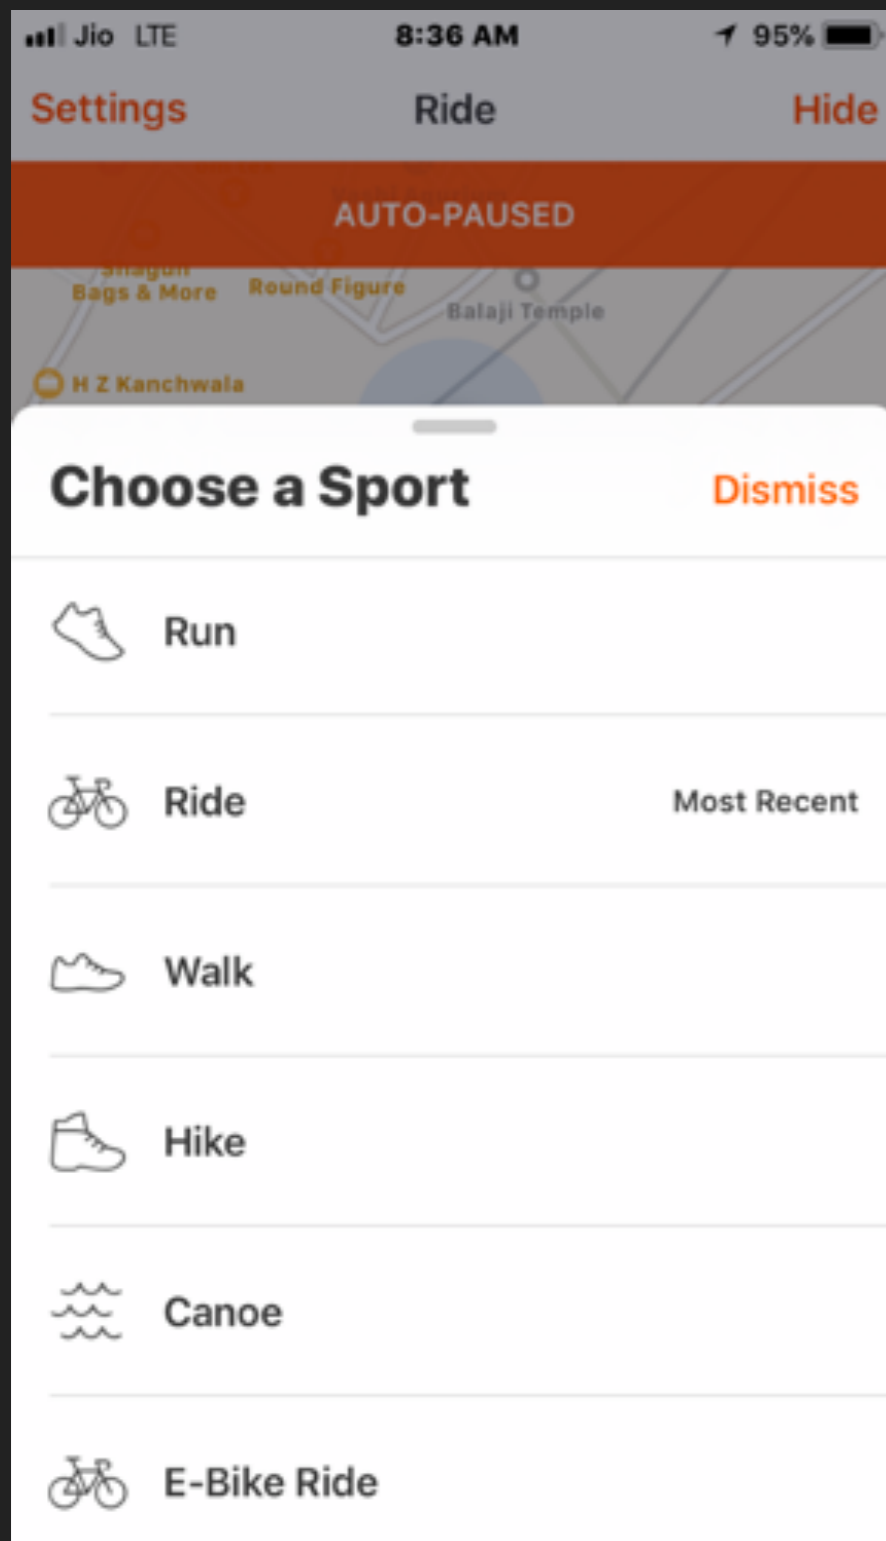 Jio LTE 8:36 AM 95%
Settings Ride Hide
AUTO-PAUSED
Shagun
Bags & More Round Figure
Balaji Temple
H Z Kanchwala
Choose a Sport Dismiss
Run
Ride Most Recent
Walk
Hike
Canoe
E-Bike Ride